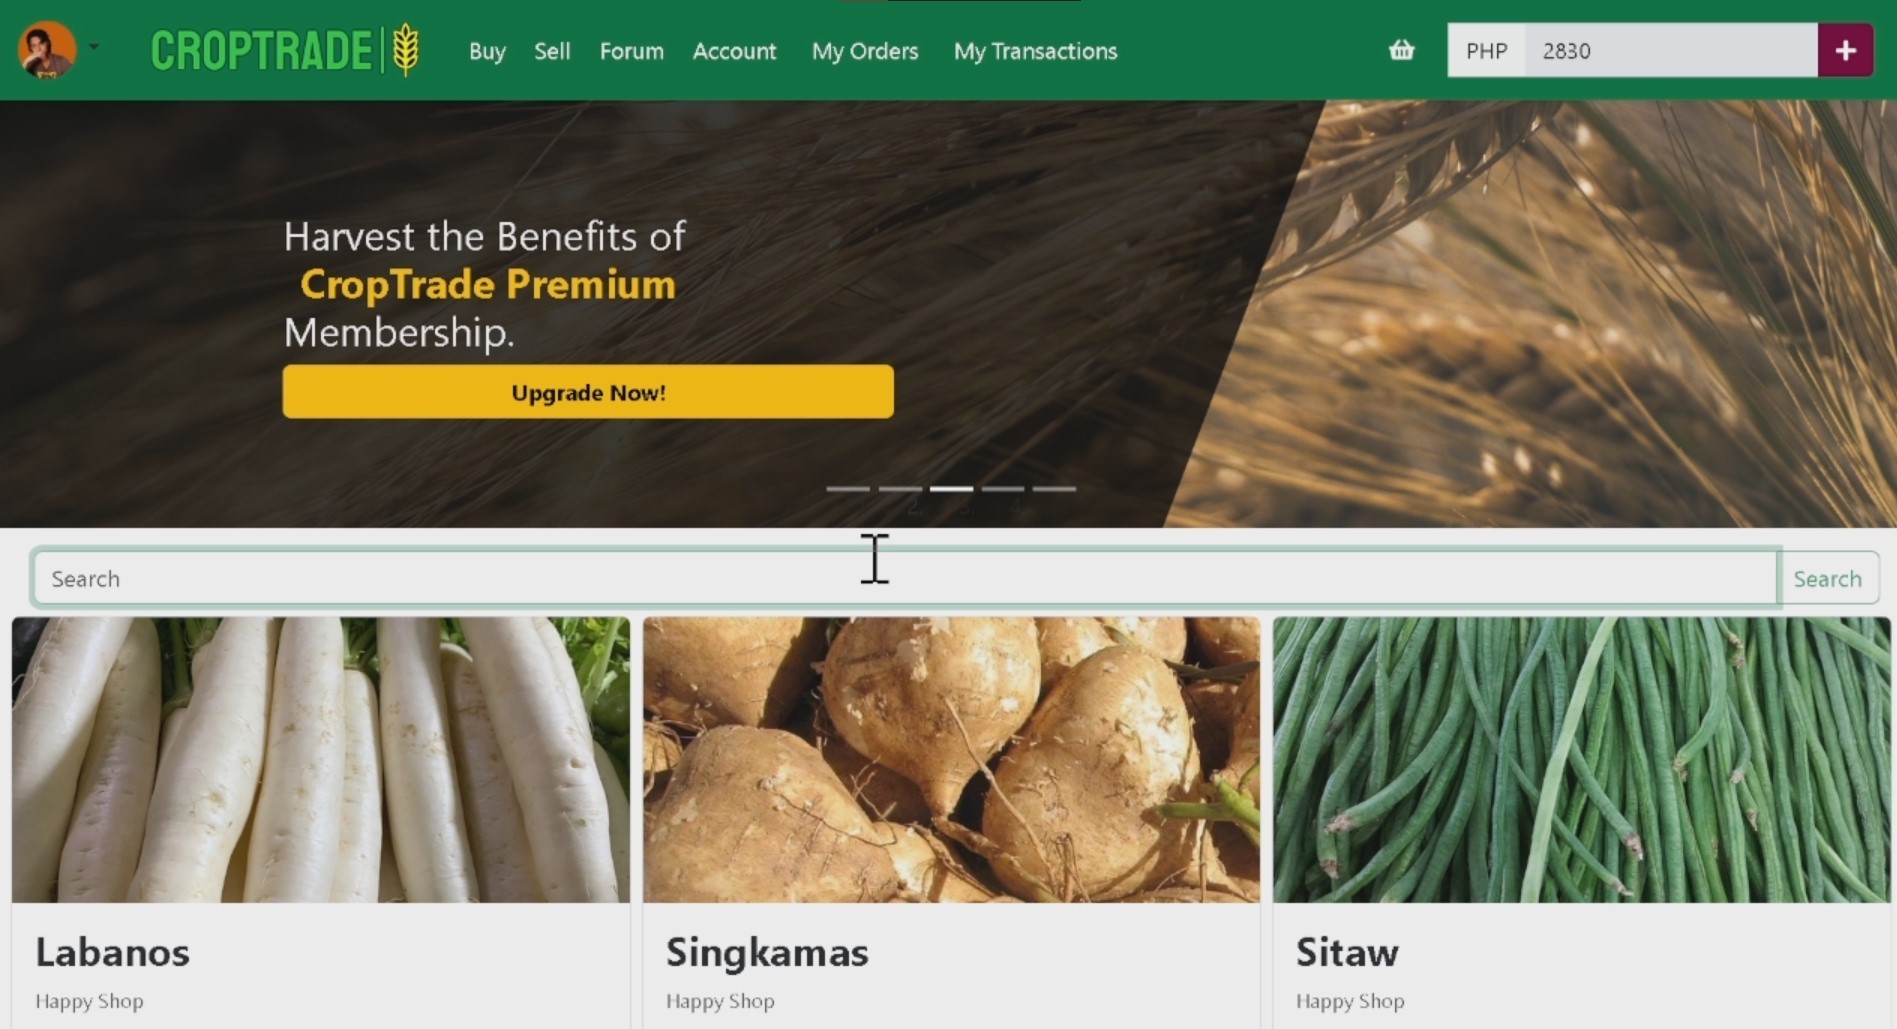 CROPTRADE
Buy Sell Forum Account My Orders My Transactions
PHP 2830 +
Harvest the Benefits of
CropTrade Premium
Membership.
Upgrade Now!
Search Search
Labanos
Happy Shop
Singkamas
Happy Shop
Sitaw
Happy Shop